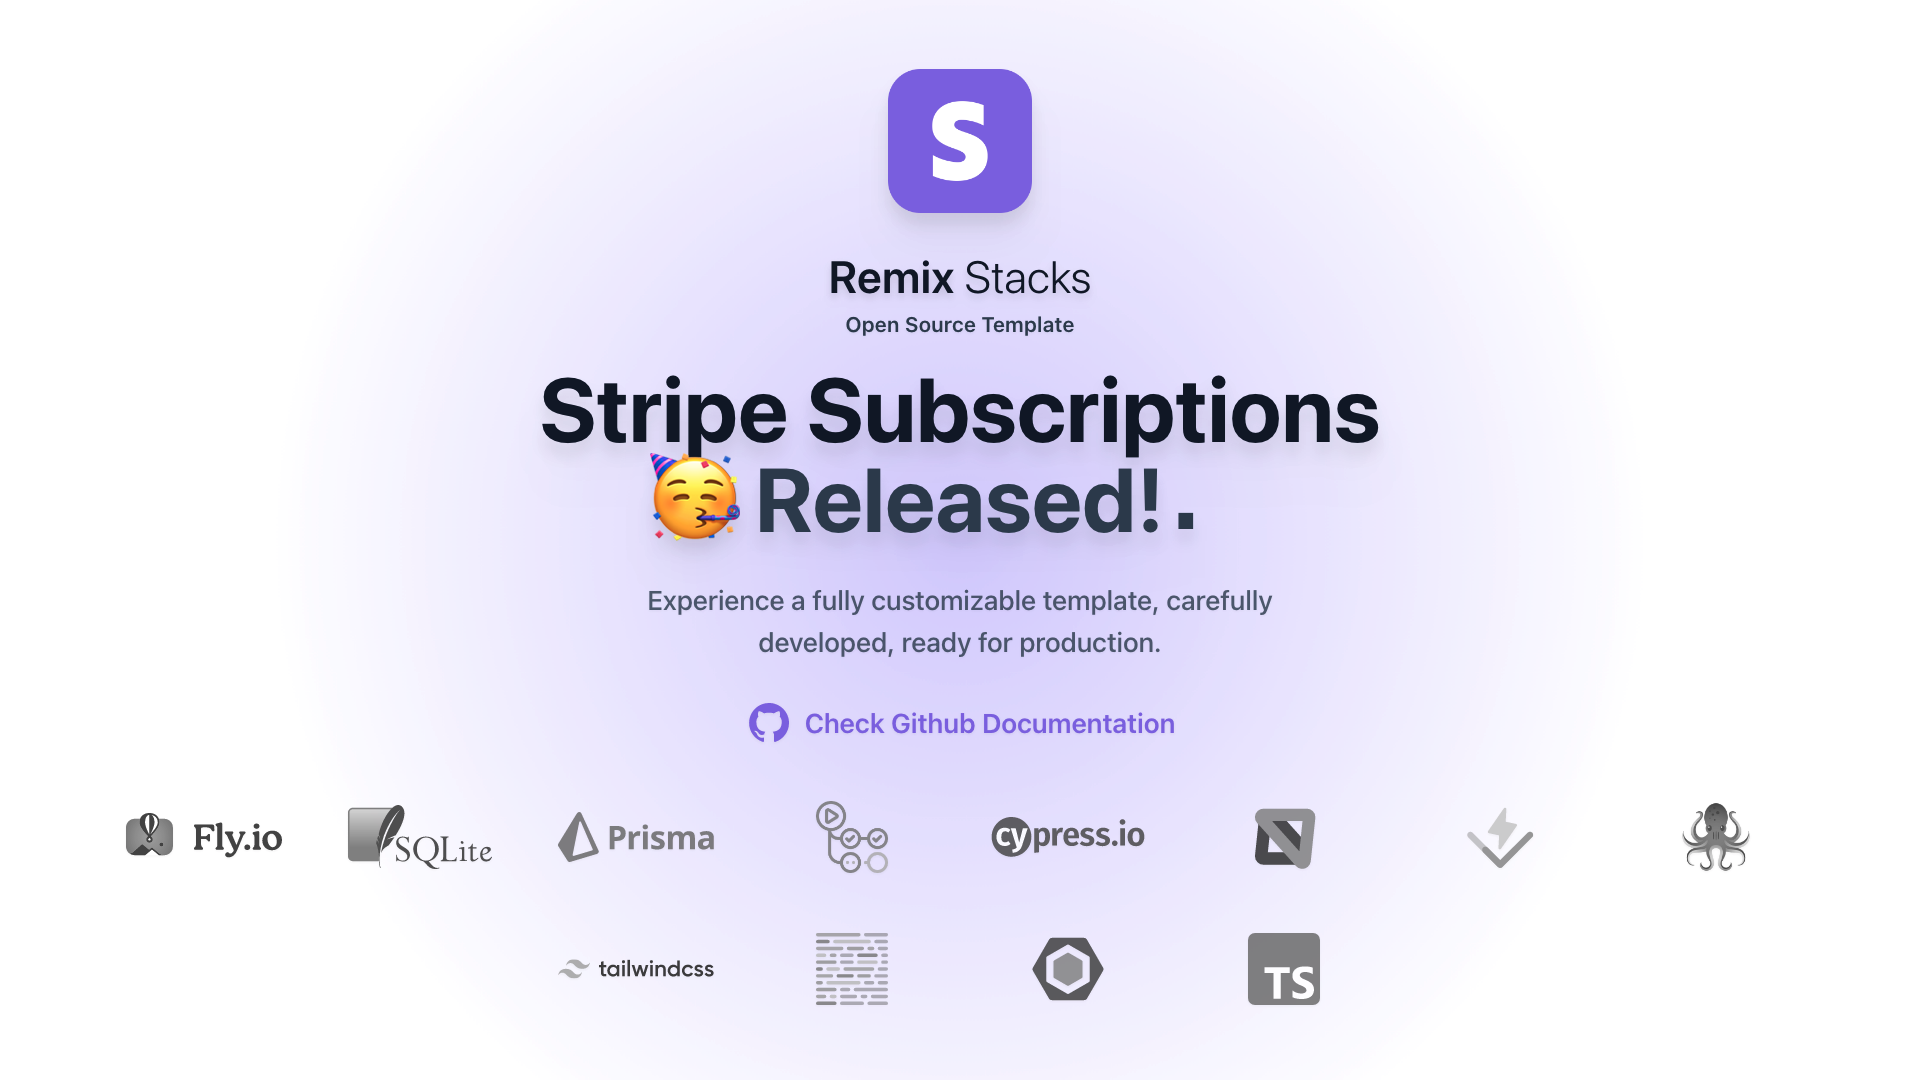 S
Remix Stacks
Open Source Template
Stripe Subscriptions
🥳 Released!.
Experience a fully customizable template, carefully
developed, ready for production.
Check Github Documentation
Fly.io
SQLite
Prisma
cypress.io
tailwindcss
TS